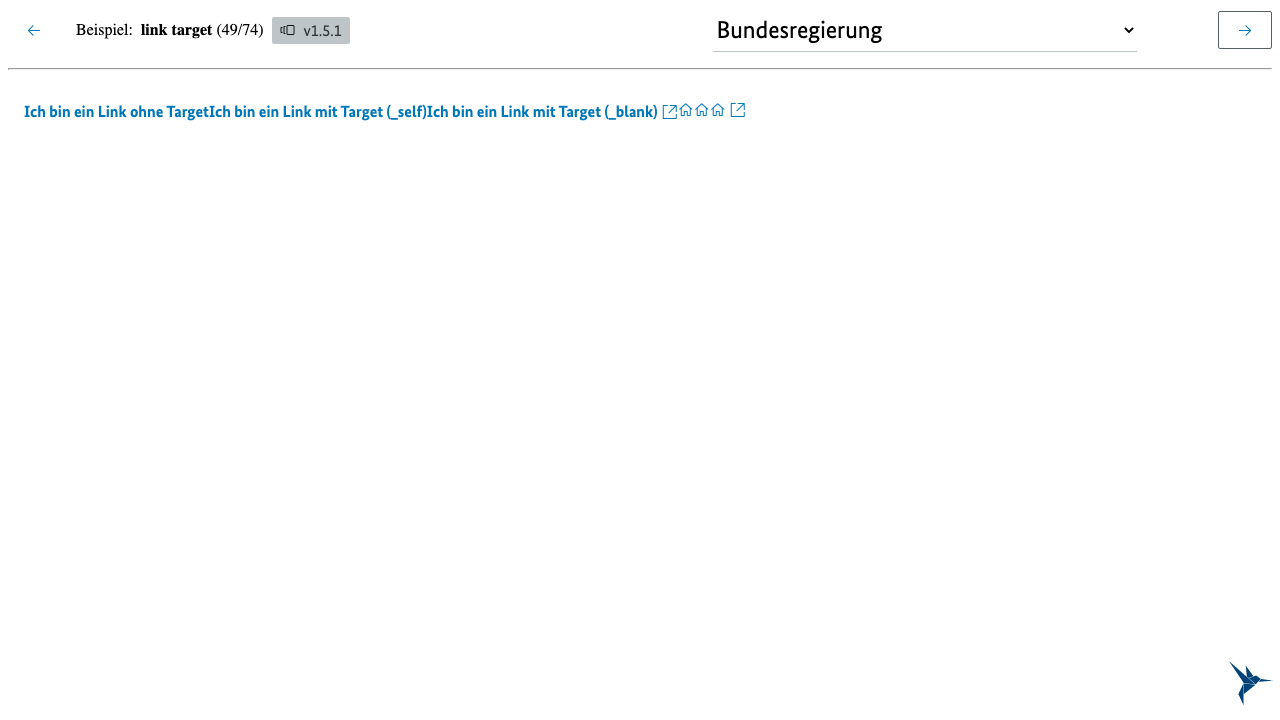 Beispiel: link target (49/74) v1.5.1 Bundesregierung
Ich bin ein Link ohne TargetIch bin ein Link mit Target (_self)Ich bin ein Link mit Target (_blank)